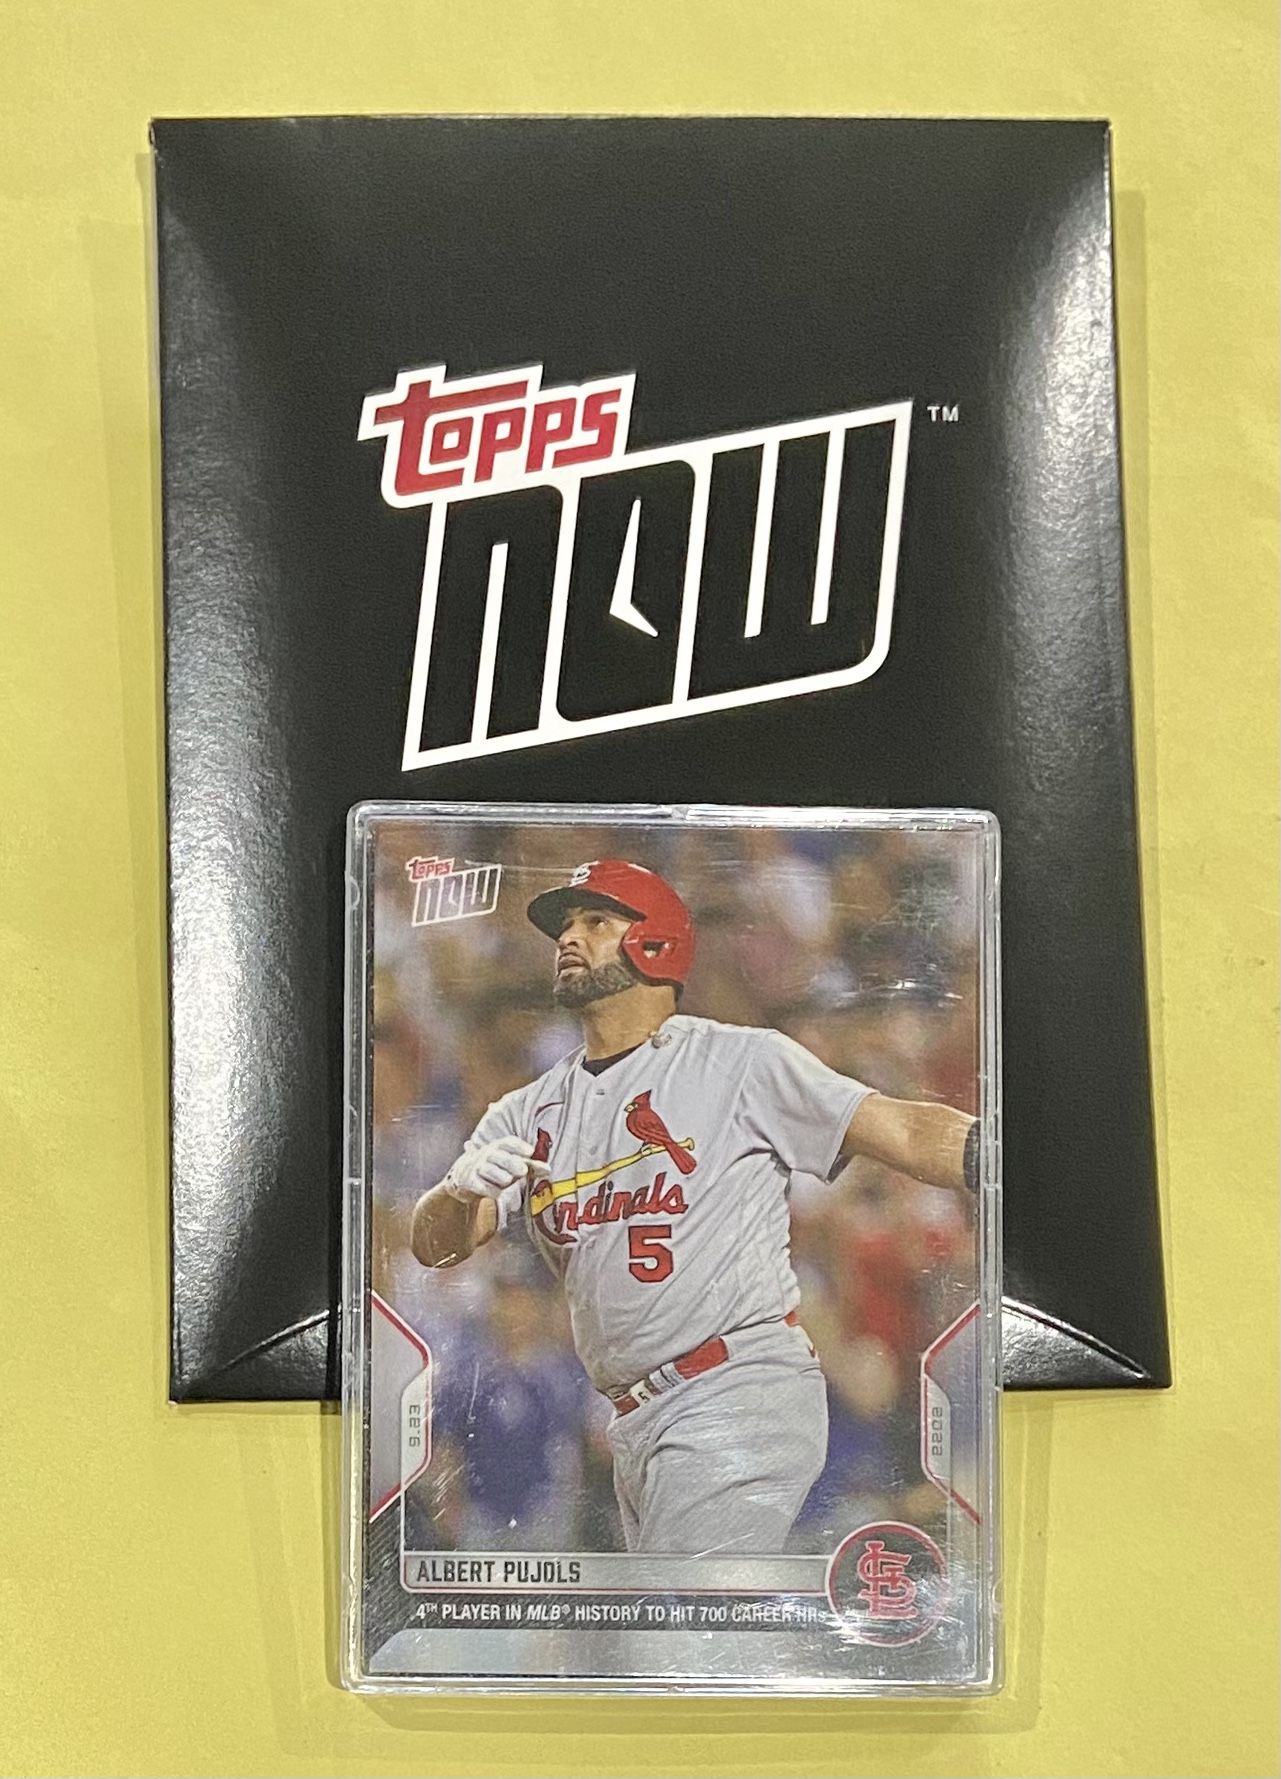 topps
now
TM
topps
now
Cardinals
5
9.23
2022
ALBERT PUJOLS
4TH PLAYER IN MLB® HISTORY TO HIT 700 CAREER HRs
STL